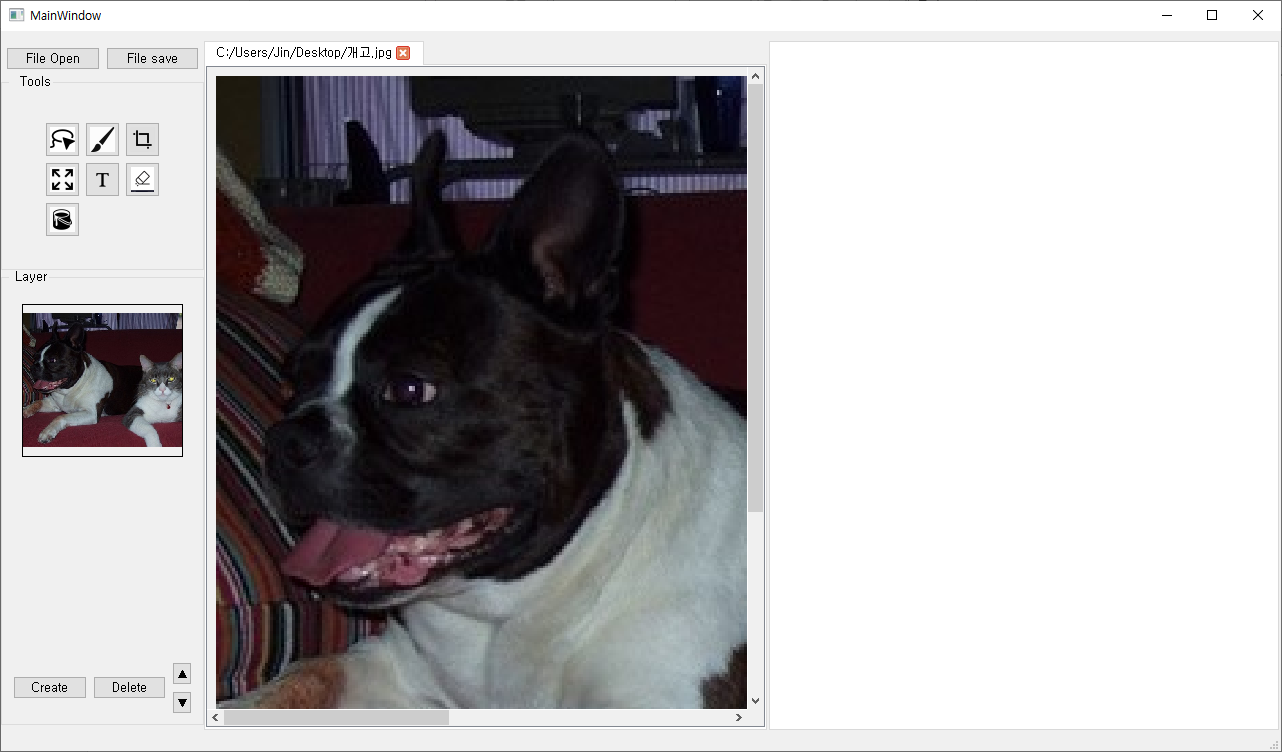 MainWindow
File Open
File save
C:/Users/Jin/Desktop/개고.jpg
Tools
T
Layer
Create
Delete